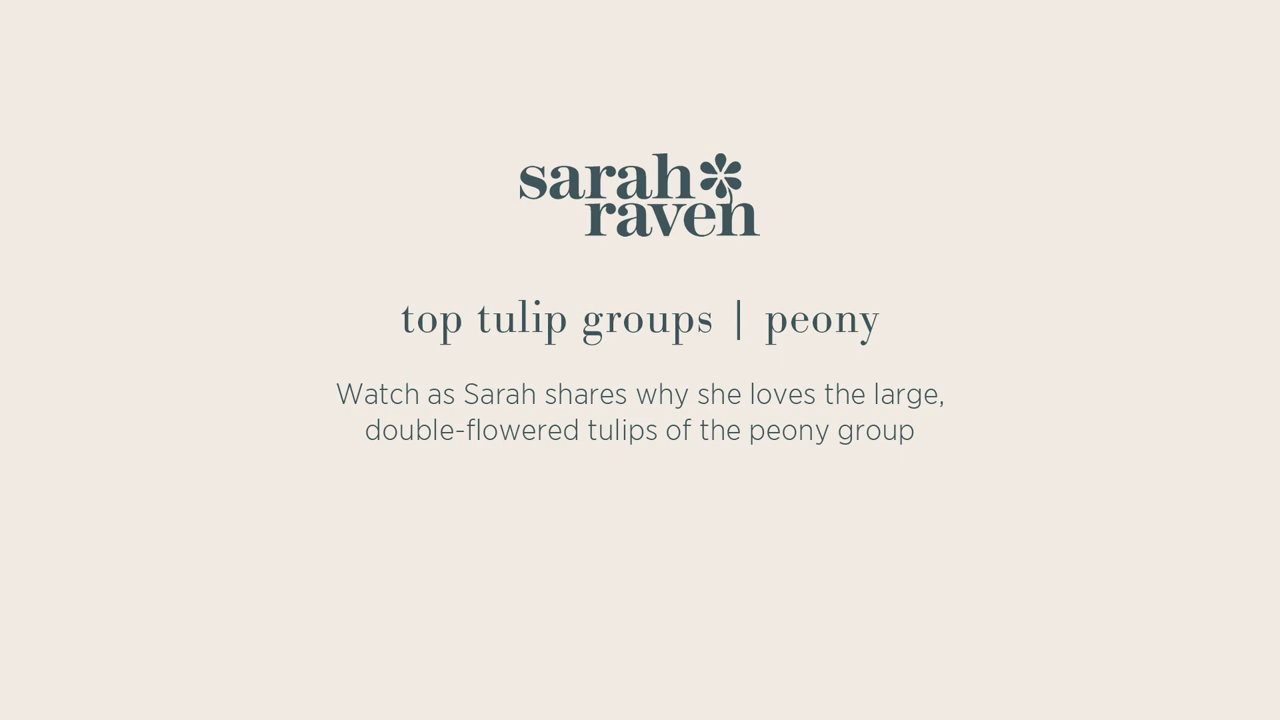 sarah
raven
top tulip groups | peony
Watch as Sarah shares why she loves the large,
double-flowered tulips of the peony group